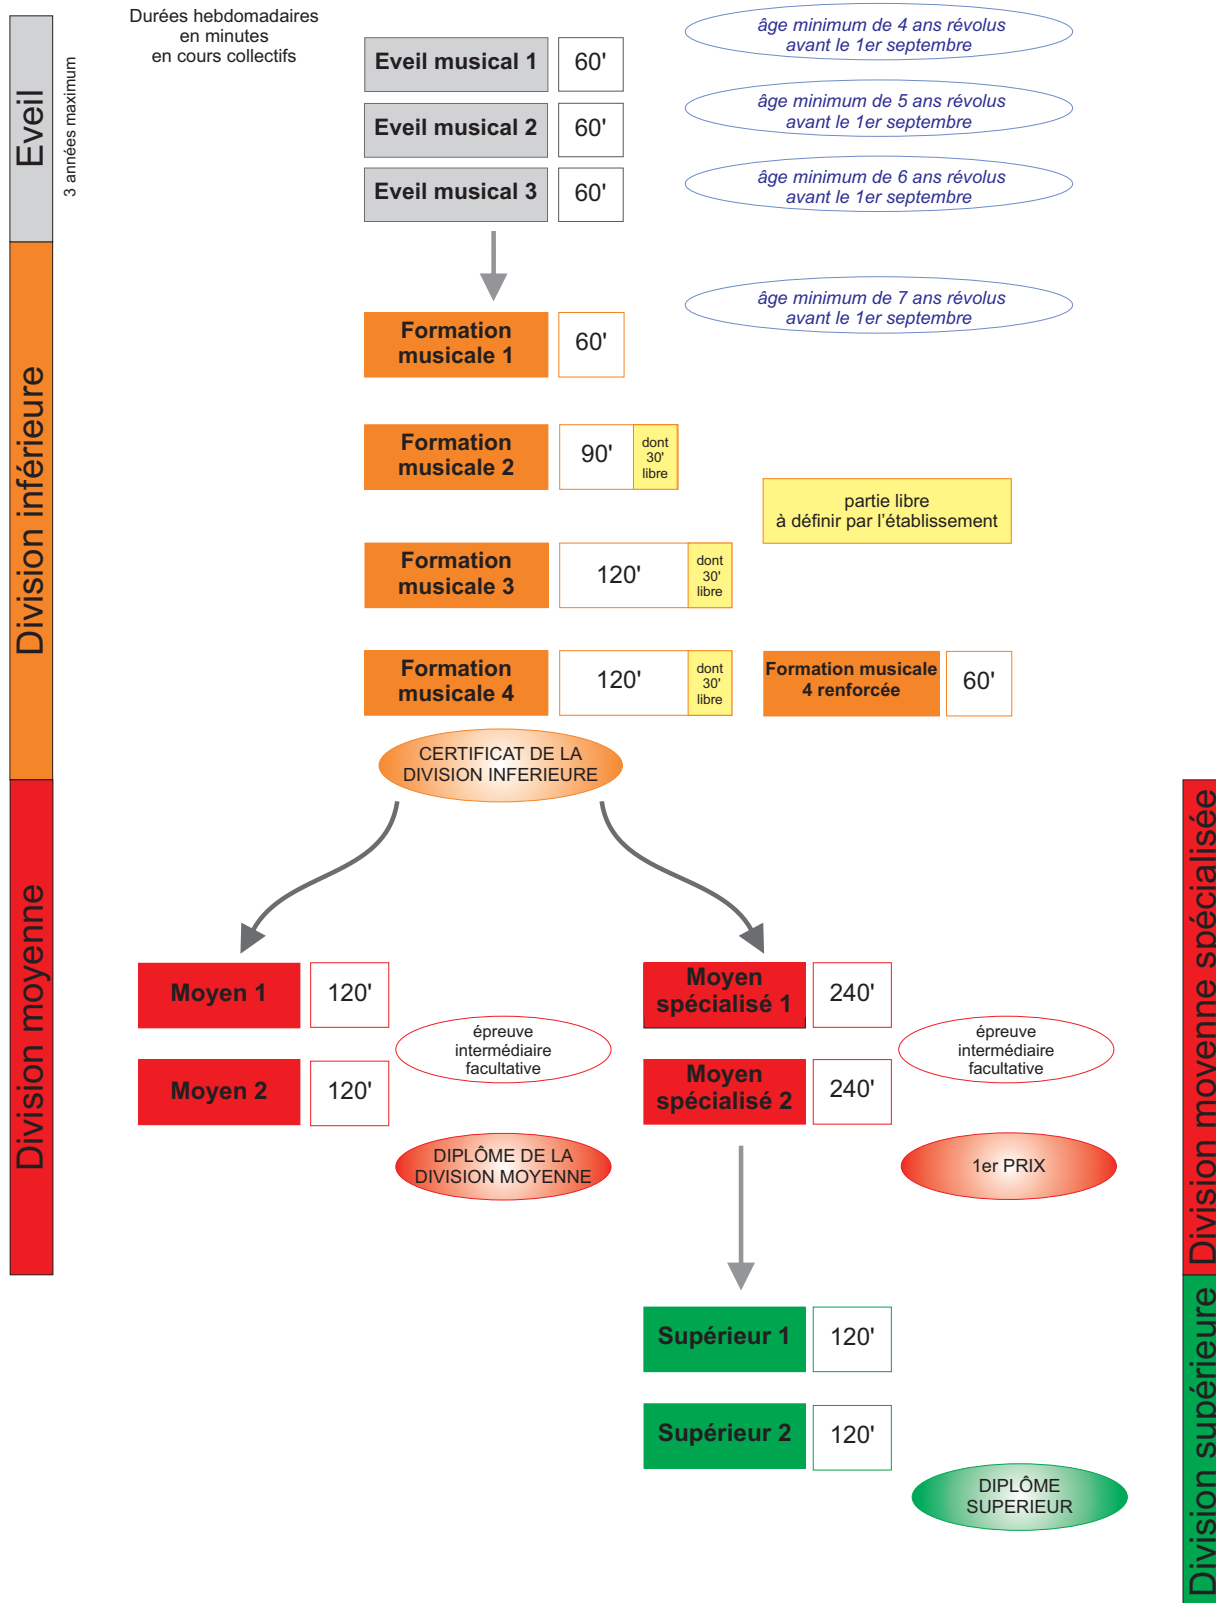 Durées hebdomadaires
en minutes
en cours collectifs
Eveil
3 années maximum
Eveil musical 1
60'
âge minimum de 4 ans révolus
avant le 1er septembre
Eveil musical 2
60'
âge minimum de 5 ans révolus
avant le 1er septembre
Eveil musical 3
60'
âge minimum de 6 ans révolus
avant le 1er septembre
Division inférieure
âge minimum de 7 ans révolus
avant le 1er septembre
Formation
musicale 1
60'
Formation
musicale 2
90'
dont
30'
libre
partie libre
à définir par l'établissement
Formation
musicale 3
120'
dont
30'
libre
Formation
musicale 4
120'
dont
30'
libre
Formation musicale
4 renforcée
60'
CERTIFICAT DE LA
DIVISION INFERIEURE
Division moyenne
Moyen 1
120'
épreuve
intermédiaire
facultative
Moyen 2
120'
DIPLÔME DE LA
DIVISION MOYENNE
Division moyenne spécialisée
Moyen
spécialisé 1
240'
épreuve
intermédiaire
facultative
Moyen
spécialisé 2
240'
1er PRIX
Division supérieure
Supérieur 1
120'
Supérieur 2
120'
DIPLÔME
SUPERIEUR